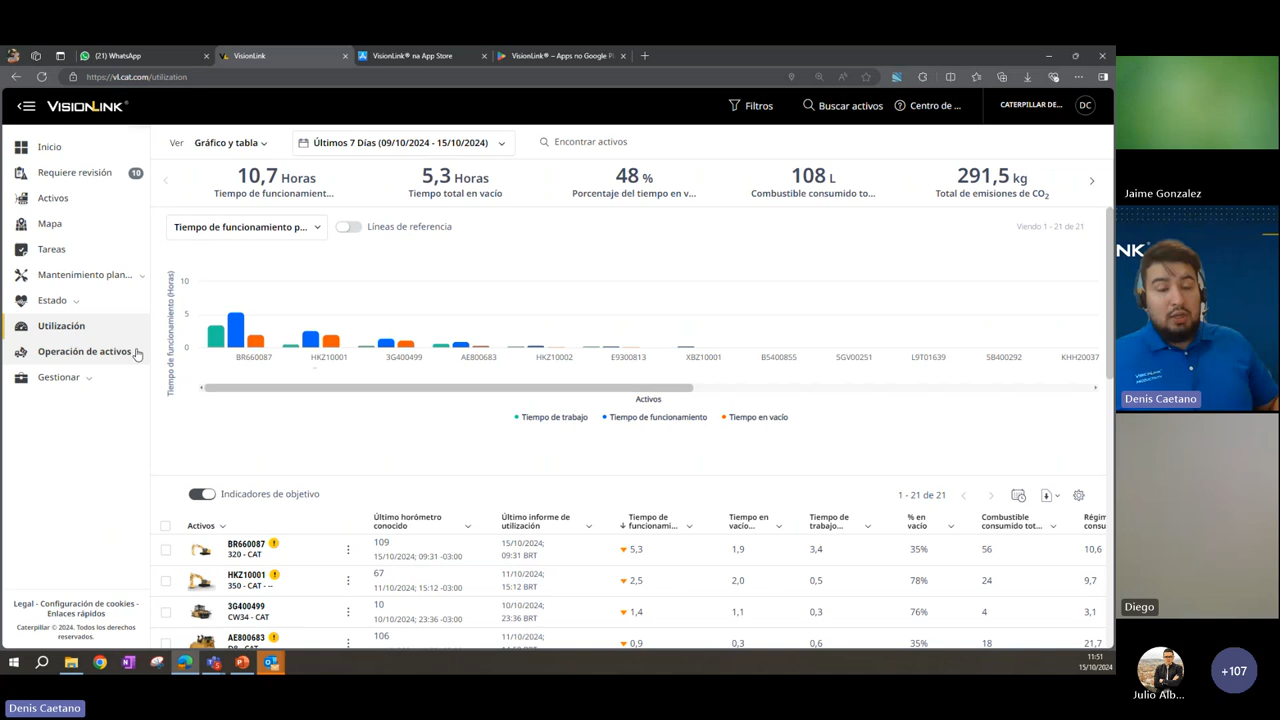 (21) WhatsApp
VisionLink
VisionLink® na App Store
VisionLink® – Apps no Google Pl
https://vl.cat.com/utilization
VISIONLINK®
Filtros
Buscar activos
Centro de ...
CATERPILLAR DE...
DC
Inicio
Requiere revisión
10
Activos
Mapa
Tareas
Mantenimiento plan...
Estado
Utilización
Operación de activos
Gestionar
Legal - Configuración de cookies -
Enlaces rápidos
Caterpillar © 2024. Todos los derechos
reservados.
Ver
Gráfico y tabla
Últimos 7 Días (09/10/2024 - 15/10/2024)
Encontrar activos
10,7 Horas
Tiempo de funcionamient...
5,3 Horas
Tiempo total en vacío
48 %
Porcentaje del tiempo en v...
108 L
Combustible consumido to...
291,5 kg
Total de emisiones de CO₂
Tiempo de funcionamiento p...
Líneas de referencia
Viendo 1 - 21 de 21
Tiempo de funcionamiento (Horas)
10
5
0
BR660087
HKZ10001
3G400499
AE800683
HKZ10002
E9300813
XBZ10001
BS400855
5GV00251
L9T01639
5B400292
KHH20037
Activos
Tiempo de trabajo
Tiempo de funcionamiento
Tiempo en vacío
Indicadores de objetivo
1 - 21 de 21
Activos
Último horómetro
conocido
Último informe de
utilización
Tiempo de
funcionami...
Tiempo en
vacío...
Tiempo de
trabajo...
% en
vacío
Combustible
consumido tot...
Régim
consu
BR660087
320 - CAT
109
15/10/2024; 09:31 -03:00
15/10/2024;
09:31 BRT
5,3
1,9
3,4
35%
56
10,6
HKZ10001
350 - CAT - --
67
11/10/2024; 15:12 -03:00
11/10/2024;
15:12 BRT
2,5
2,0
0,5
78%
24
9,7
3G400499
CW34 - CAT
10
10/10/2024; 23:36 -03:00
10/10/2024;
23:36 BRT
1,4
1,1
0,3
76%
4
3,1
AE800683
D8 - CAT
106
11/10/2024;
0,9
0,3
0,6
35%
18
21,7
11:51
15/10/2024
Jaime Gonzalez
NK®
VISIONLINK
PRODUCTIVITY
Denis Caetano
Diego
Julio Alb...
+107
Denis Caetano